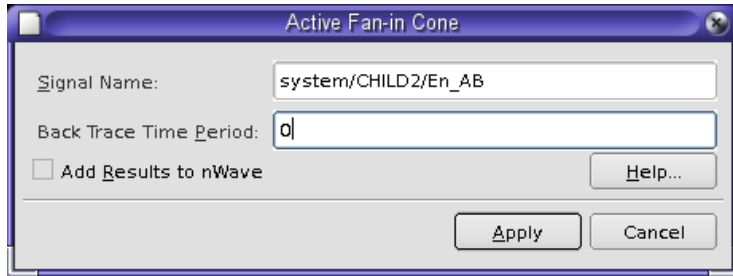 Active Fan-in Cone
Signal Name: system/CHILD2/En_AB
Back Trace Time Period: 0
Add Results to nWave
Help...
Apply Cancel